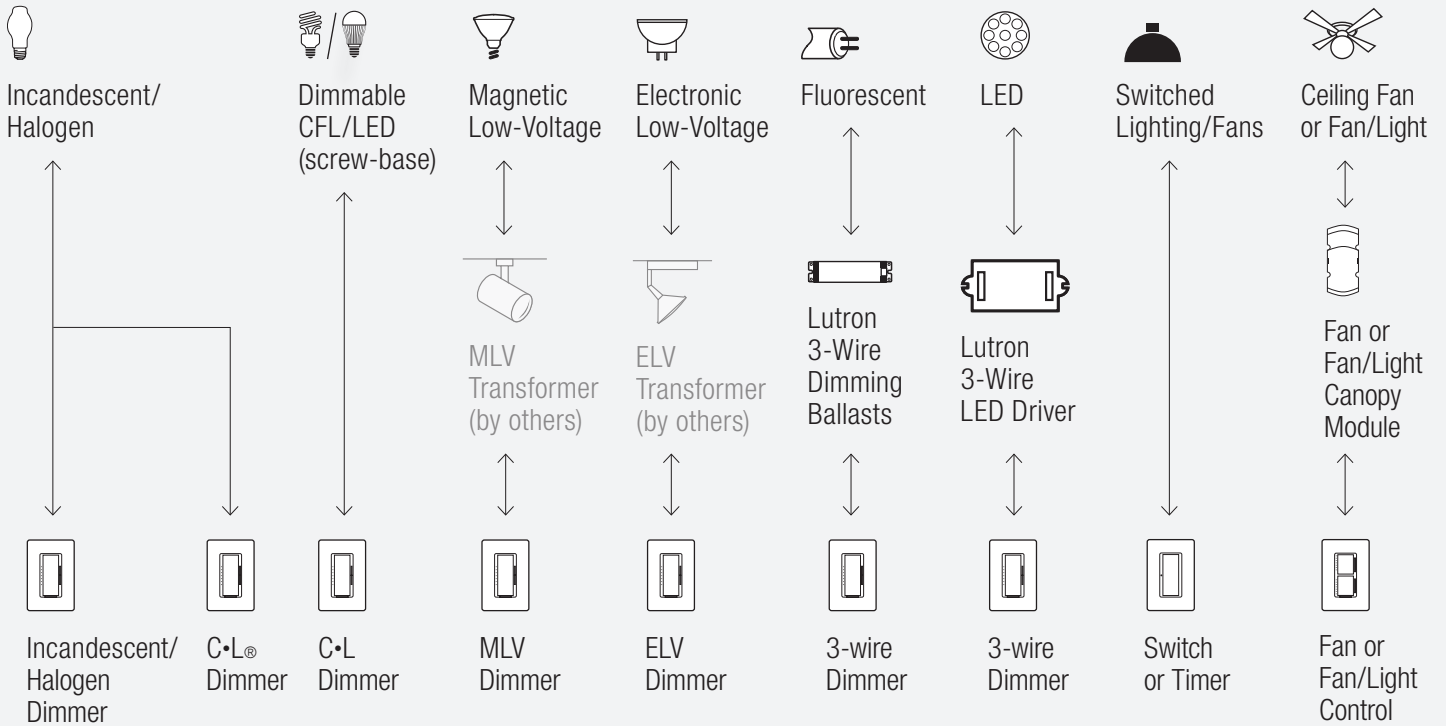 Incandescent/
Halogen
Dimmable
CFL/LED
(screw-base)
Magnetic
Low-Voltage
Electronic
Low-Voltage
Fluorescent
LED
Switched
Lighting/Fans
Ceiling Fan
or Fan/Light
MLV
Transformer
(by others)
ELV
Transformer
(by others)
Lutron
3-Wire
Dimming
Ballasts
Lutron
3-Wire
LED Driver
Fan or
Fan/Light
Canopy
Module
Incandescent/
Halogen
Dimmer
C•L®
Dimmer
C•L
Dimmer
MLV
Dimmer
ELV
Dimmer
3-wire
Dimmer
3-wire
Dimmer
Switch
or Timer
Fan or
Fan/Light
Control